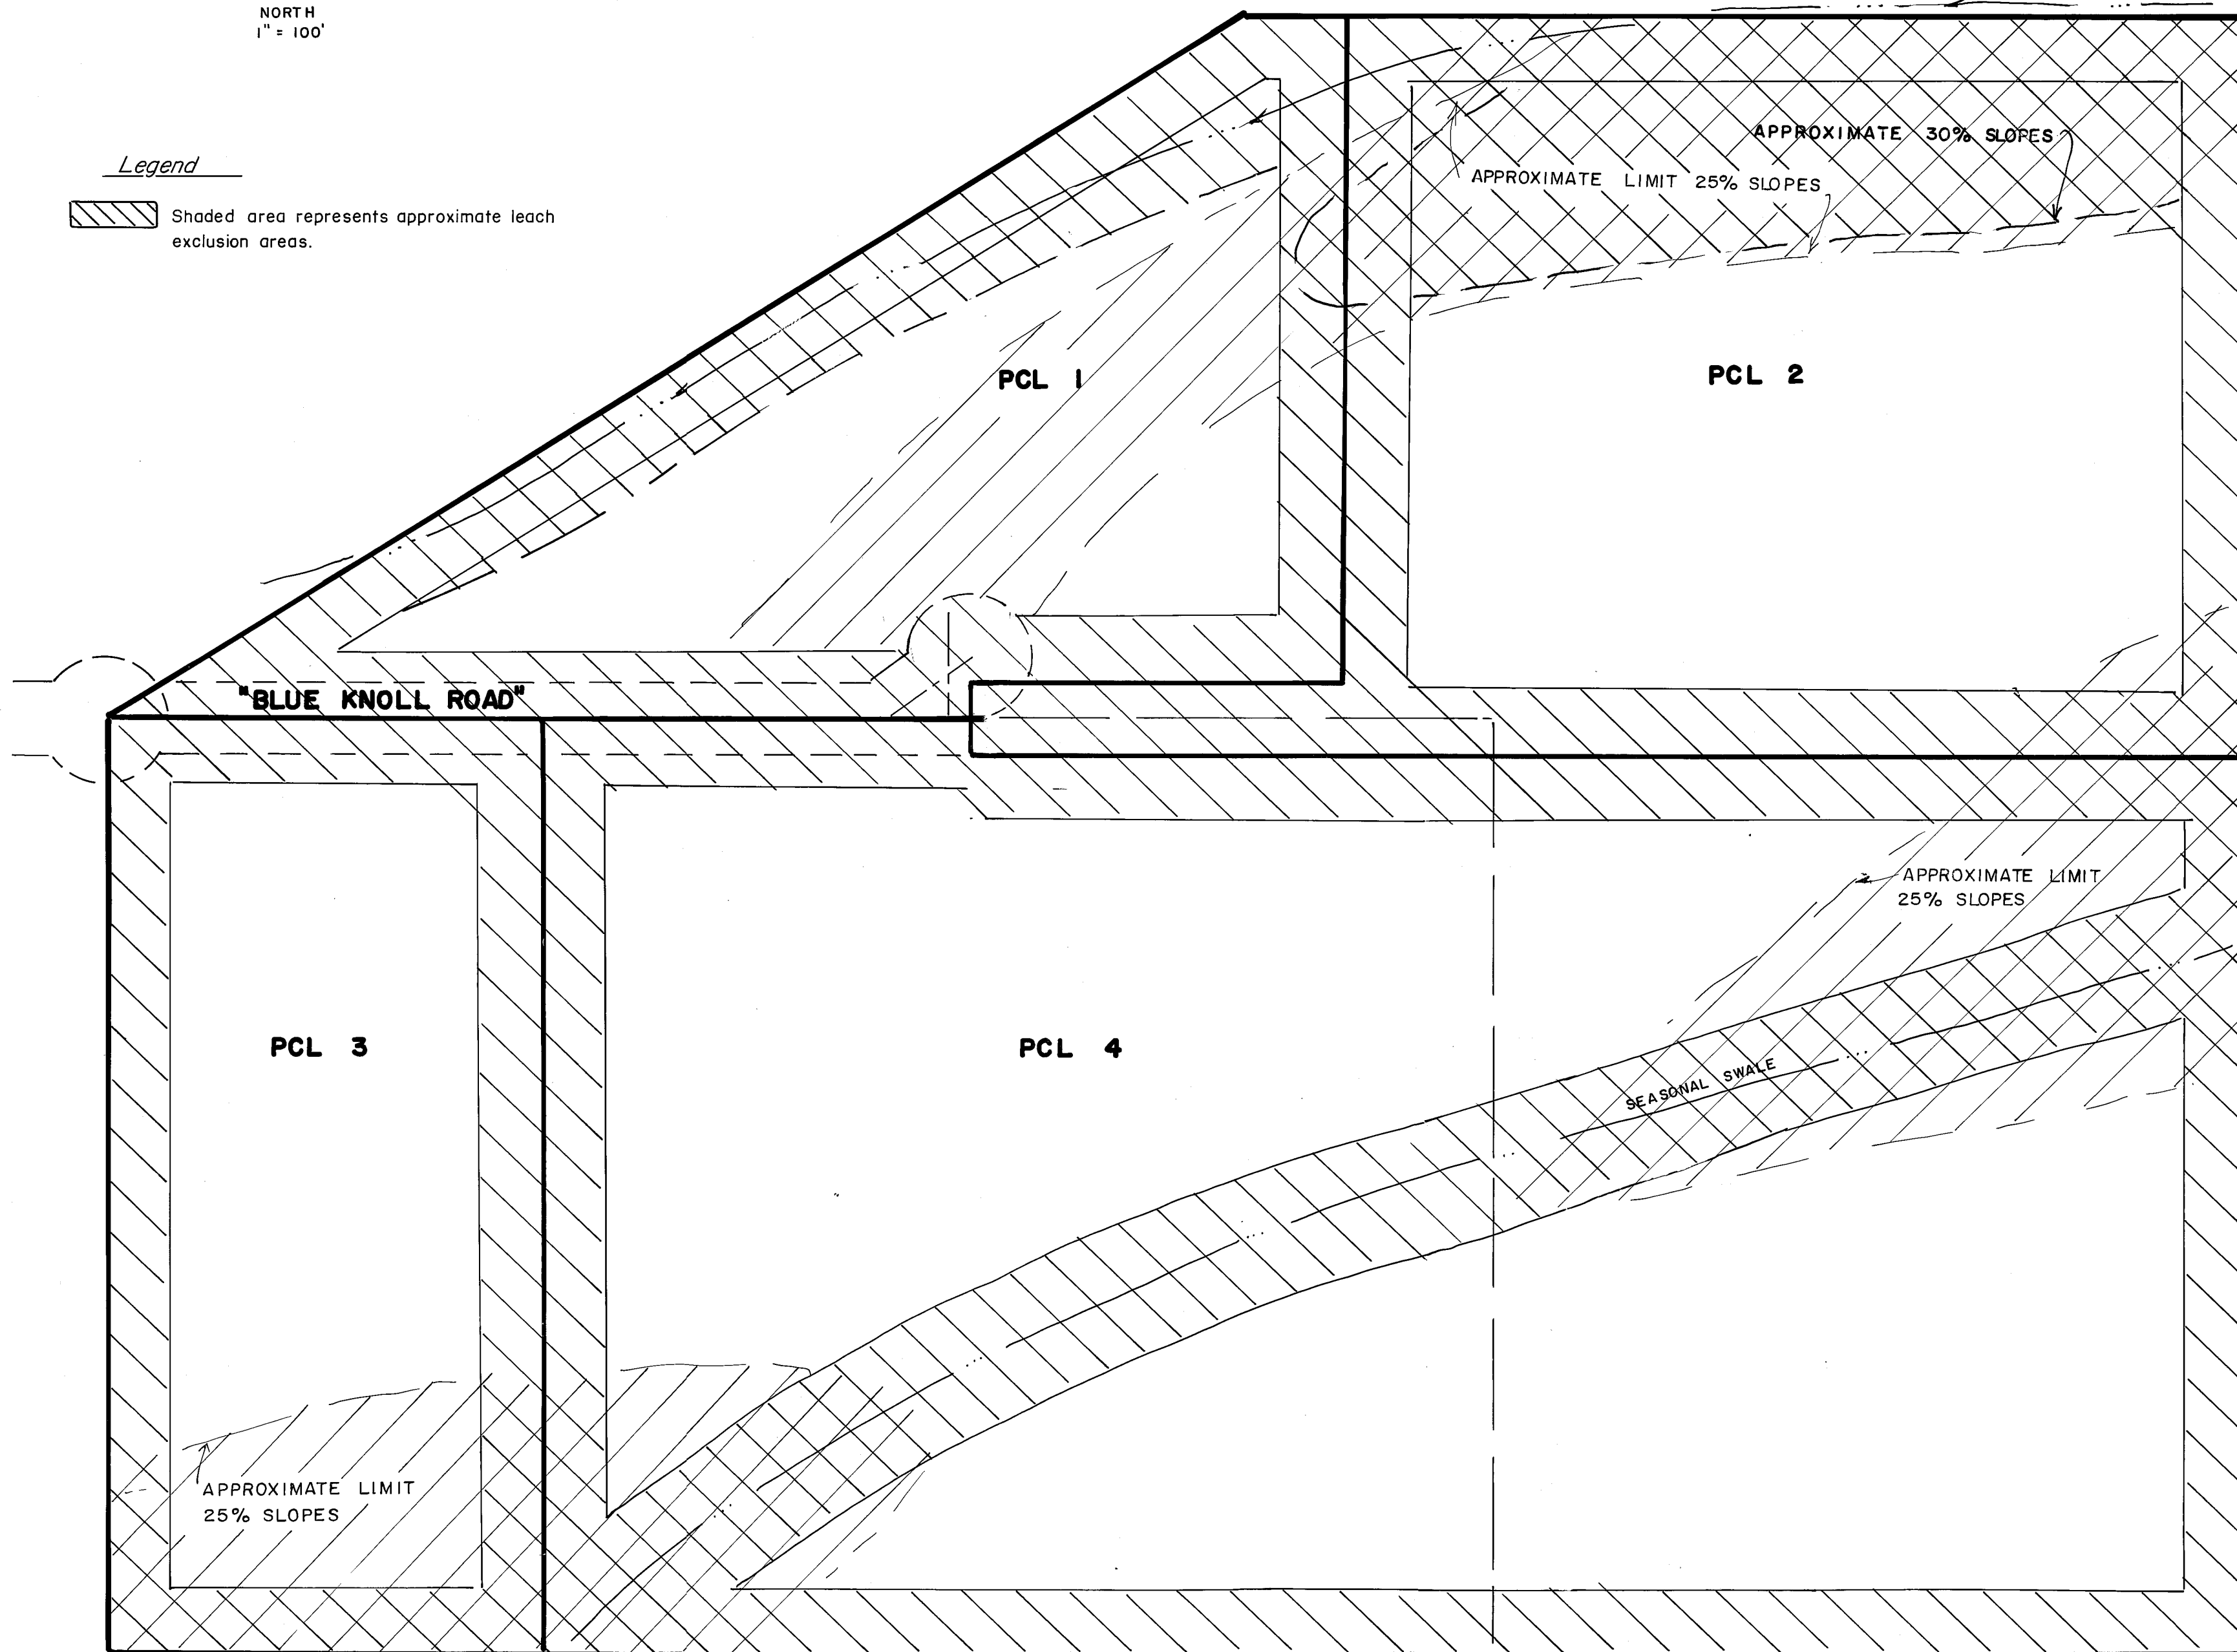 NORTH
1" = 100'
Legend
Shaded area represents approximate leach
exclusion areas.
APPROXIMATE 30% SLOPES
APPROXIMATE LIMIT 25% SLOPES
PCL 1
PCL 2
"BLUE KNOLL ROAD"
APPROXIMATE LIMIT
25% SLOPES
PCL 3
PCL 4
SEASONAL SWALE
APPROXIMATE LIMIT
25% SLOPES